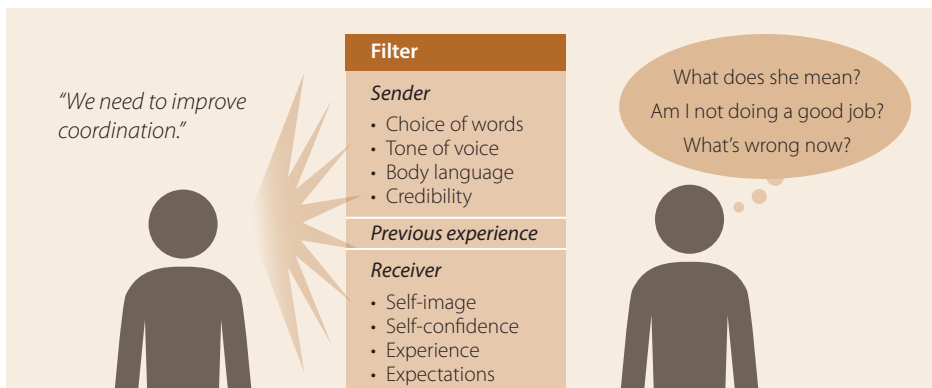 “We need to improve
coordination.”
Filter
Sender
• Choice of words
• Tone of voice
• Body language
• Credibility
Previous experience
Receiver
• Self-image
• Self-confidence
• Experience
• Expectations
What does she mean?
Am I not doing a good job?
What’s wrong now?